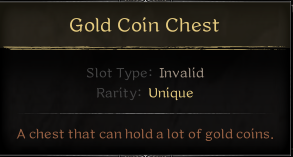 Gold Coin Chest
Slot Type: Invalid
Rarity: Unique
A chest that can hold a lot of gold coins.